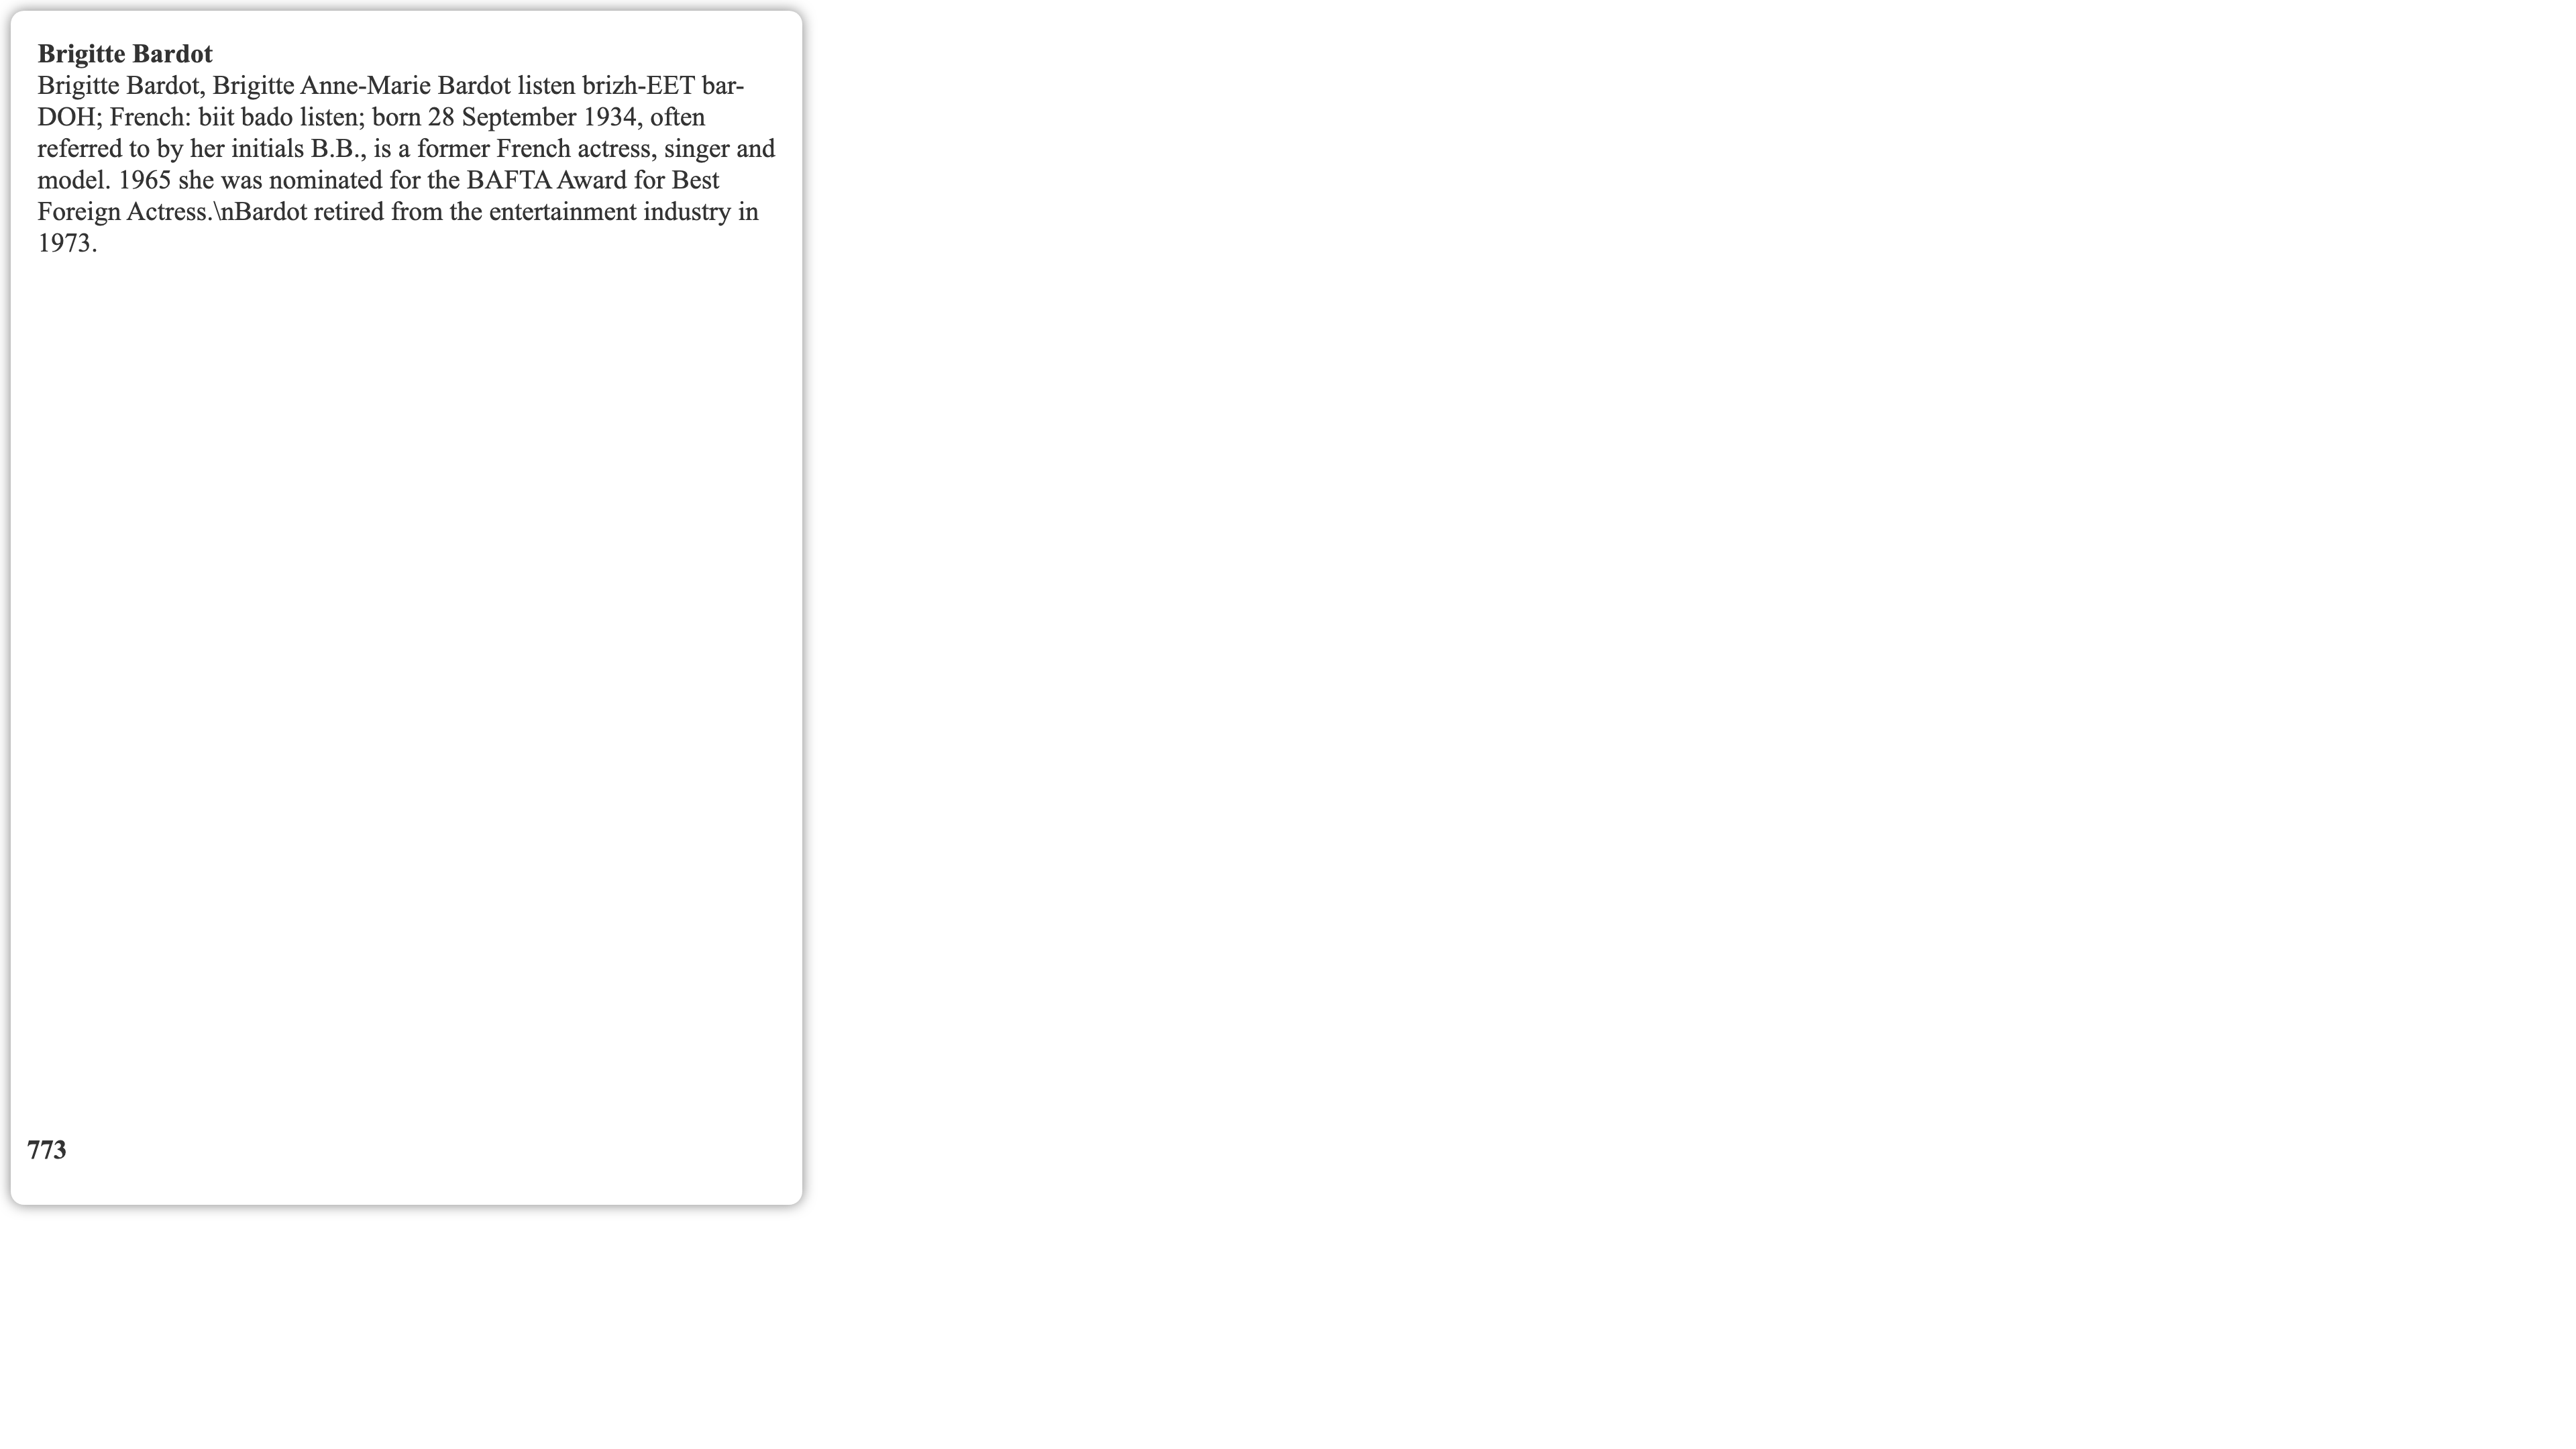 Brigitte Bardot
Brigitte Bardot, Brigitte Anne-Marie Bardot listen brizh-EET bar-
DOH; French: biit bado listen; born 28 September 1934, often
referred to by her initials B.B., is a former French actress, singer and
model. 1965 she was nominated for the BAFTA Award for Best
Foreign Actress.\nBardot retired from the entertainment industry in
1973.
773